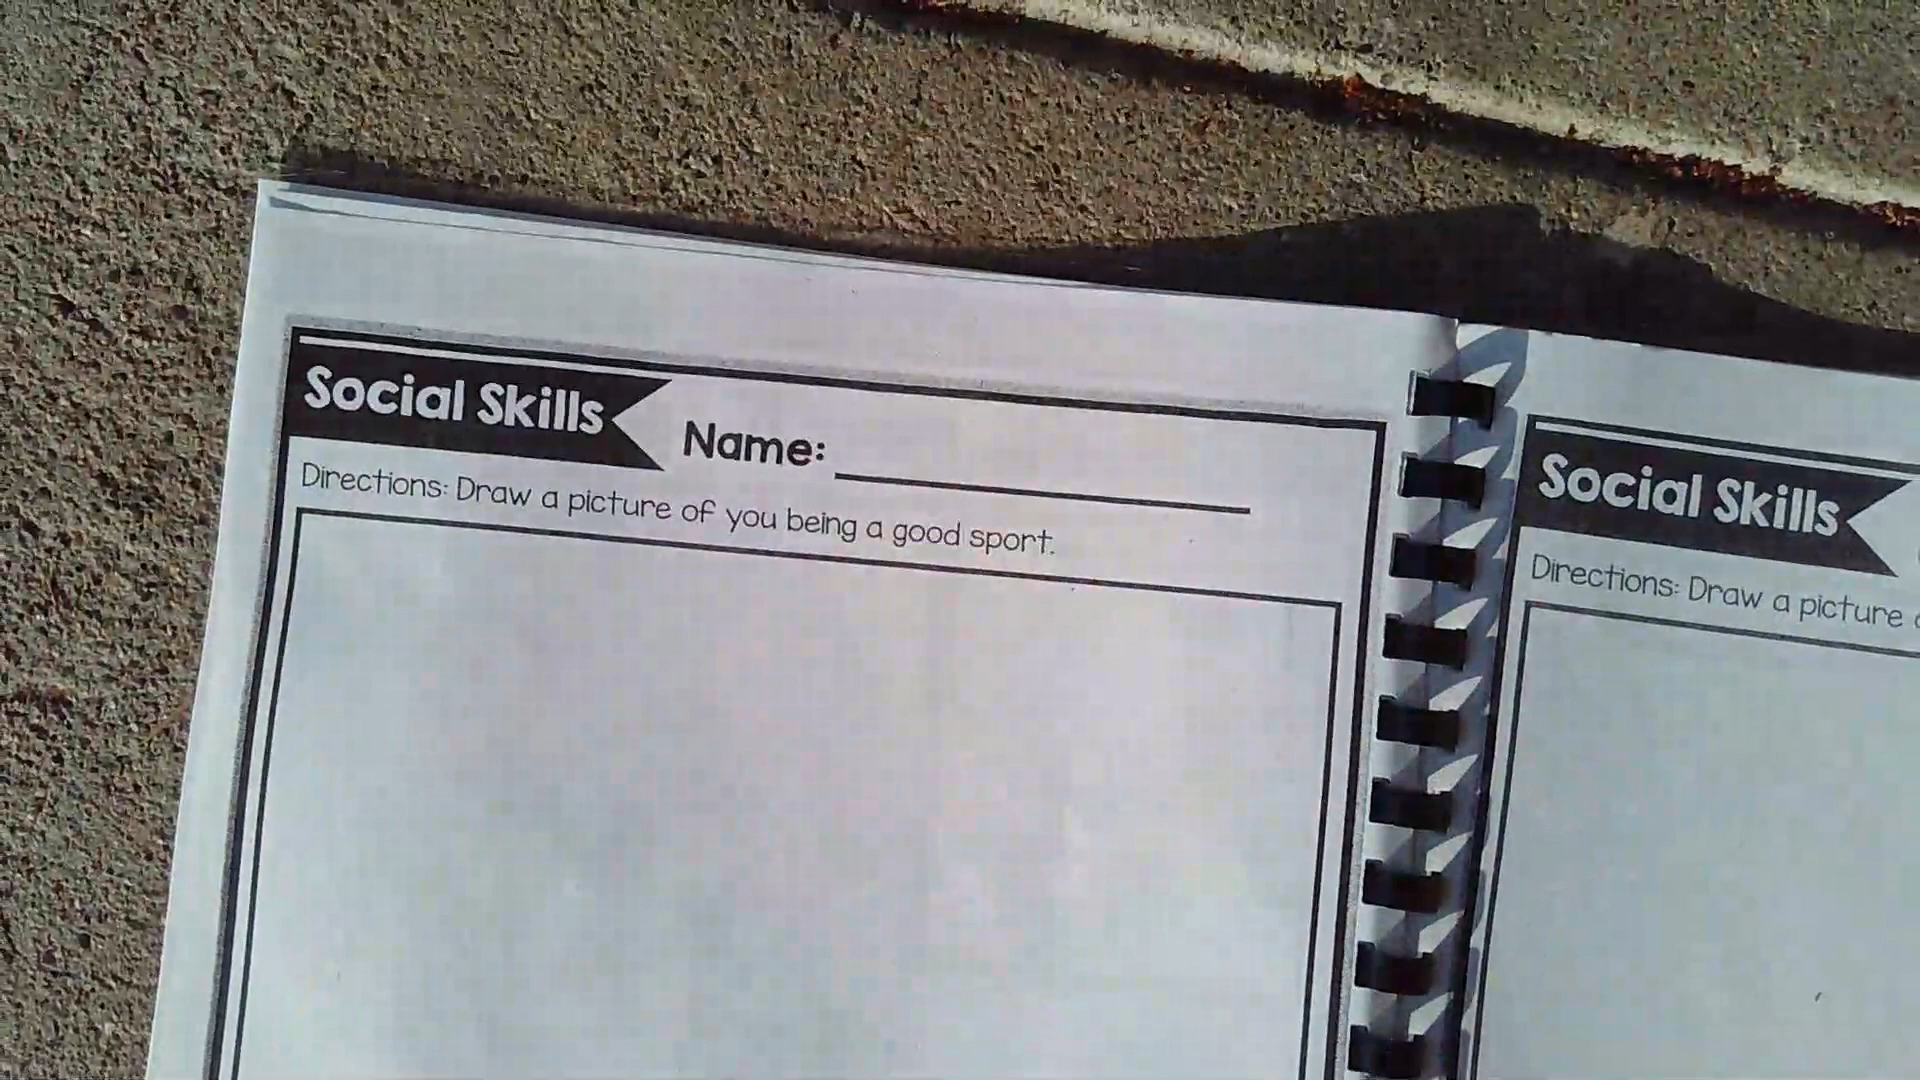 Social Skills
Name:
Directions: Draw a picture of you being a good sport.
Social Skills
Directions: Draw a picture